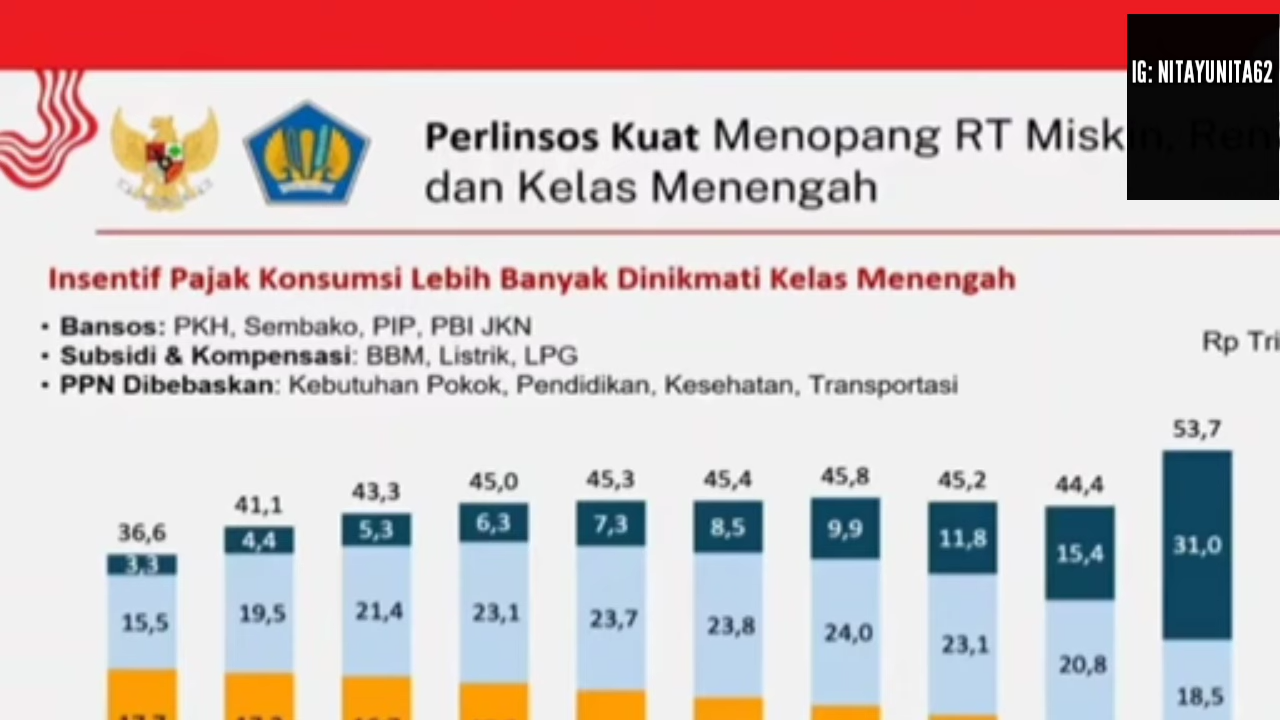 IG: NITAYUNITA62
Perlinsos Kuat Menopang RT Miskin, Ren
dan Kelas Menengah
Insentif Pajak Konsumsi Lebih Banyak Dinikmati Kelas Menengah
• Bansos: PKH, Sembako, PIP, PBI JKN
• Subsidi & Kompensasi: BBM, Listrik, LPG
• PPN Dibebaskan: Kebutuhan Pokok, Pendidikan, Kesehatan, Transportasi
Rp Tri
36,6 41,1 43,3 45,0 45,3 45,4 45,8 45,2 44,4 53,7
3,3 4,4 5,3 6,3 7,3 8,5 9,9 11,8 15,4 31,0
15,5 19,5 21,4 23,1 23,7 23,8 24,0 23,1 20,8 18,5